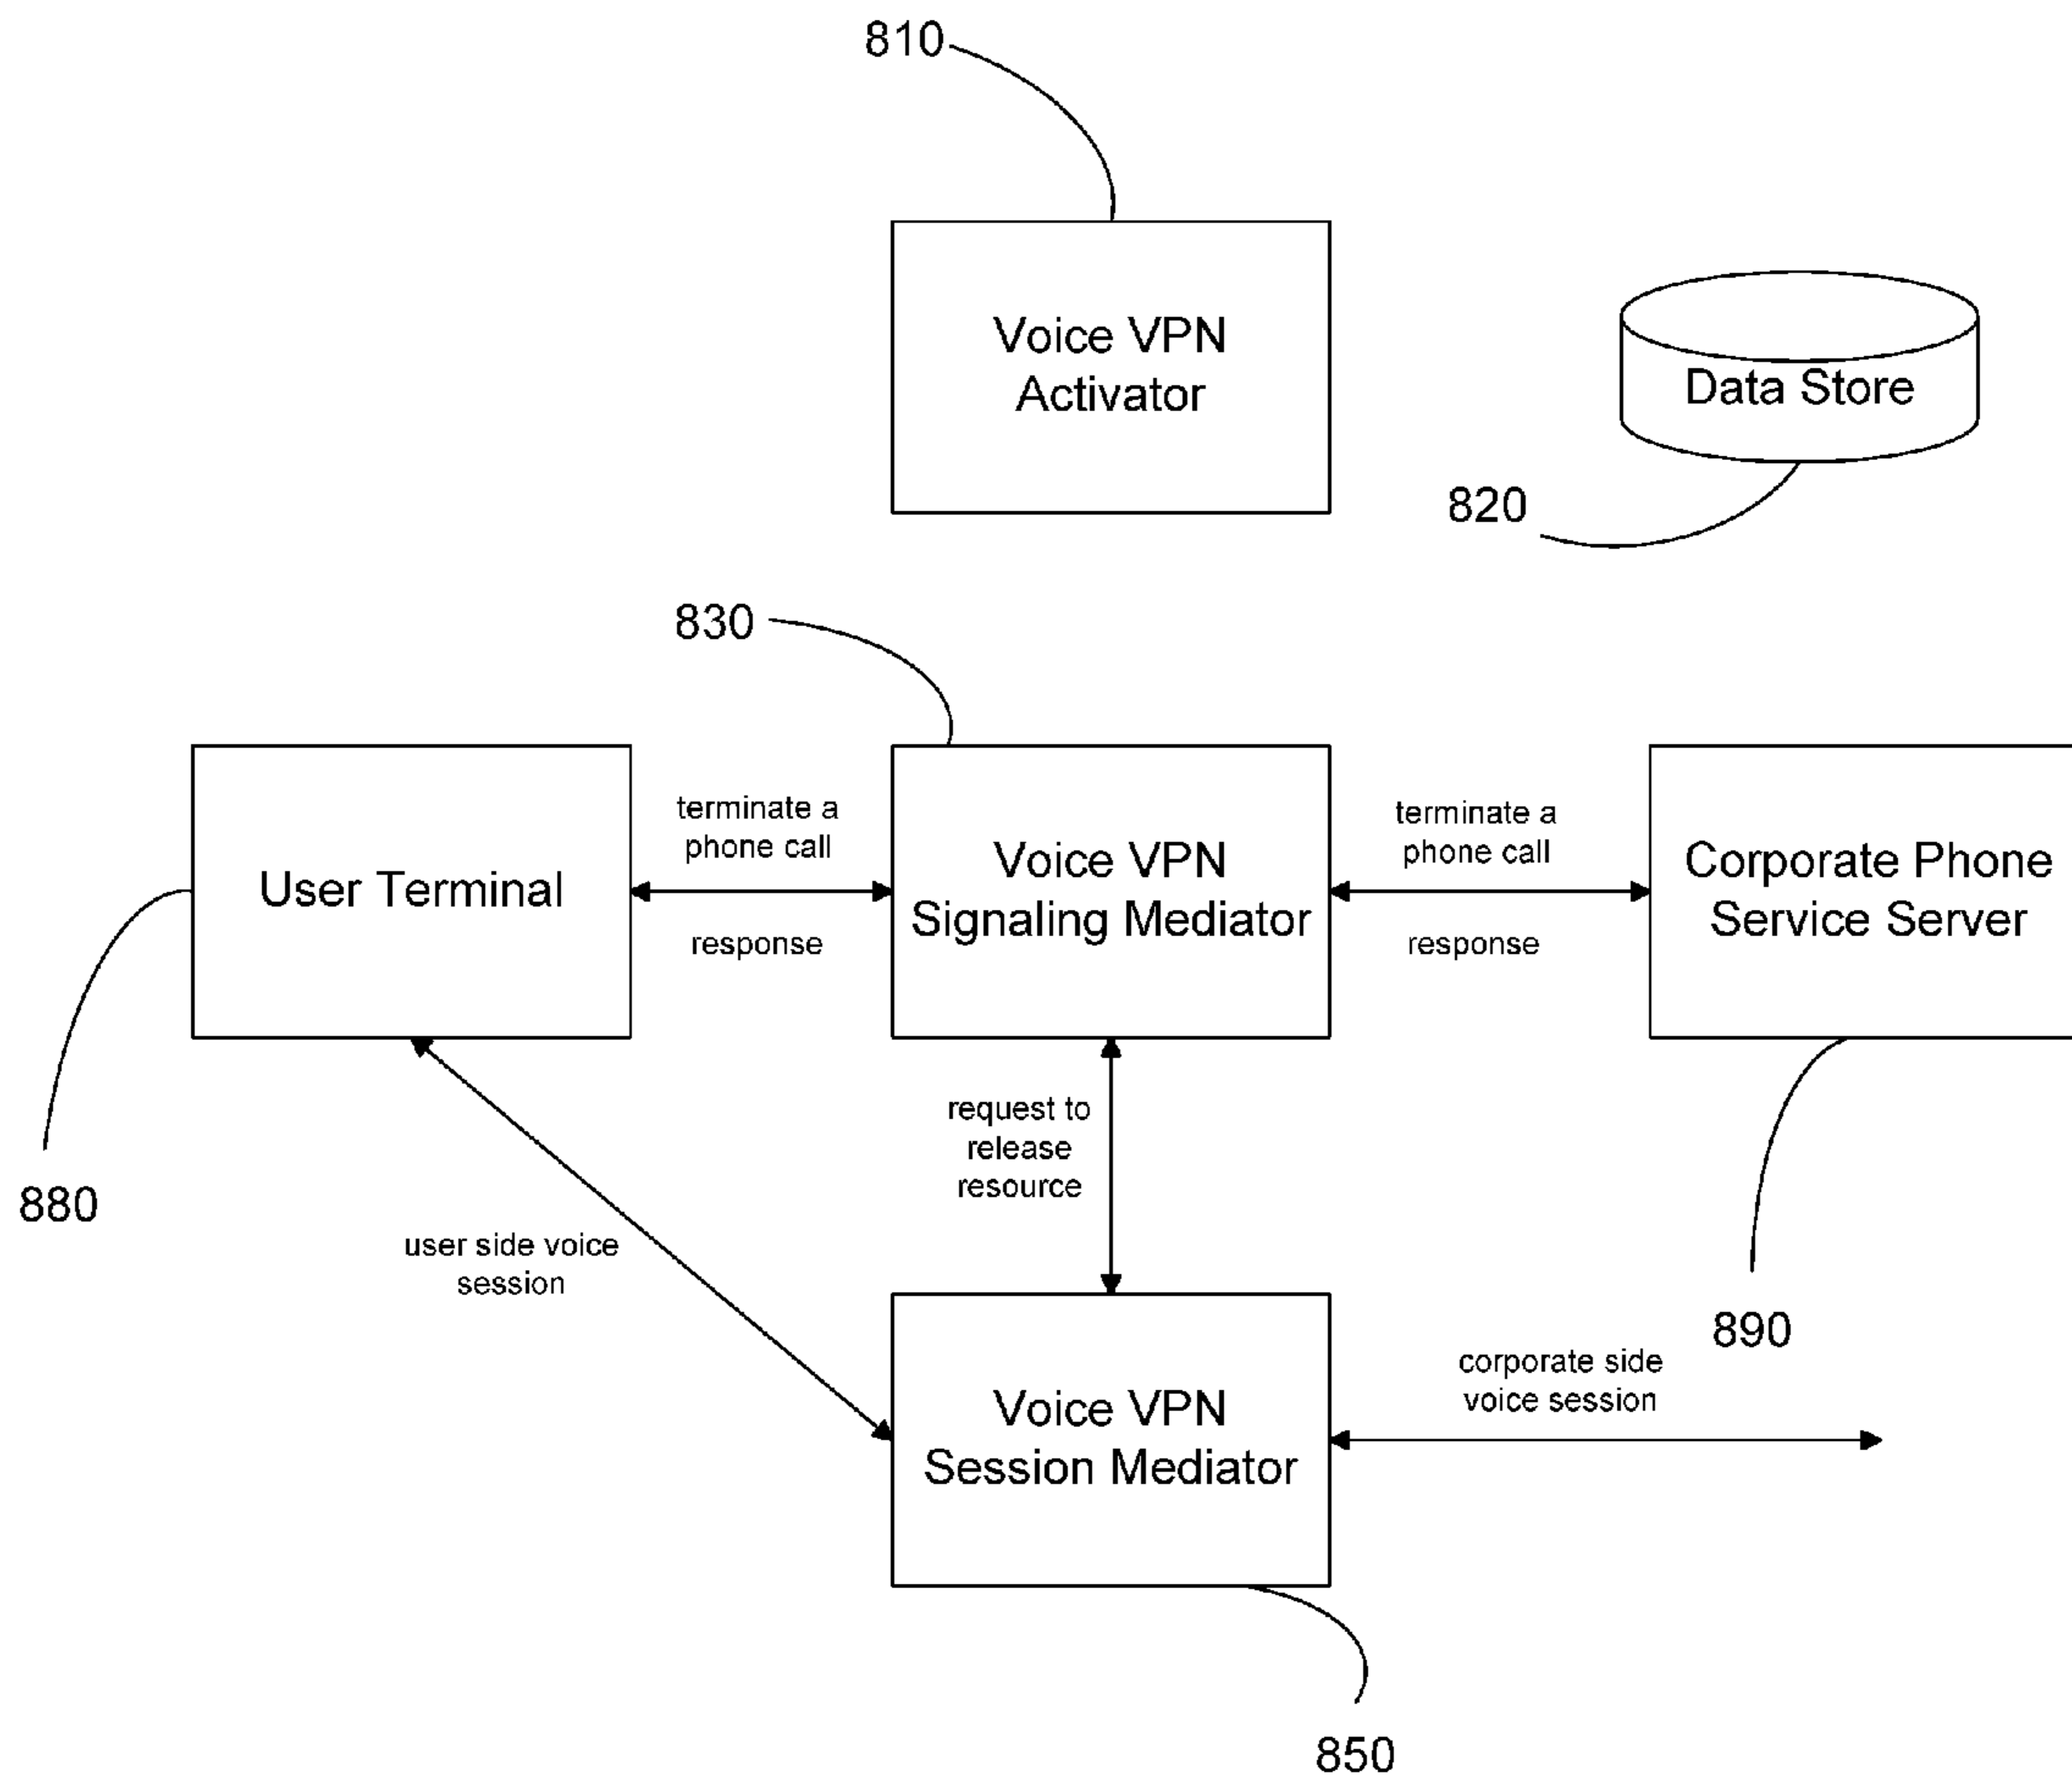 810
Voice VPN
Activator
Data Store
820
830
User Terminal
terminate a
phone call
response
Voice VPN
Signaling Mediator
terminate a
phone call
response
Corporate Phone
Service Server
880
request to
release
resource
user side voice
session
890
corporate side
voice session
Voice VPN
Session Mediator
850